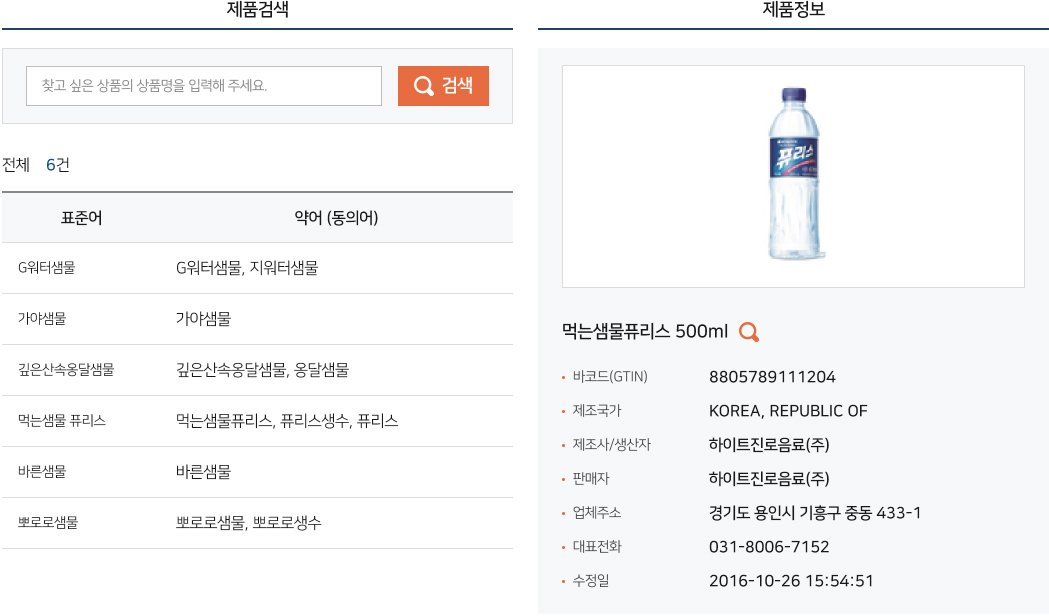 제품검색
찾고 싶은 상품의 상품명을 입력해 주세요.
검색
전체 6건
표준어 약어 (동의어)
G워터샘물 G워터샘물, 지워터샘물
가야샘물 가야샘물
깊은산속옹달샘물 깊은산속옹달샘물, 옹달샘물
먹는샘물 퓨리스 먹는샘물퓨리스, 퓨리스생수, 퓨리스
바른샘물 바른샘물
뽀로로샘물 뽀로로샘물, 뽀로로생수
제품정보
퓨리스
먹는샘물퓨리스 500ml
바코드(GTIN) 8805789111204
제조국가 KOREA, REPUBLIC OF
제조사/생산자 하이트진로음료(주)
판매자 하이트진로음료(주)
업체주소 경기도 용인시 기흥구 중동 433-1
대표전화 031-8006-7152
수정일 2016-10-26 15:54:51